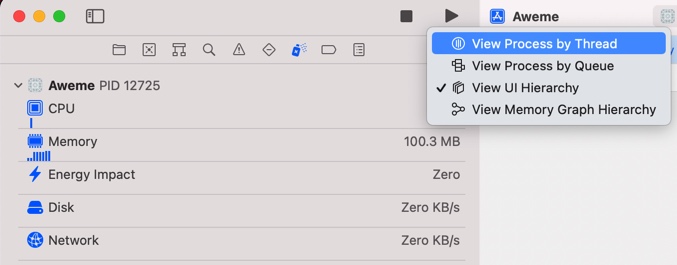 Aweme
View Process by Thread
View Process by Queue
View UI Hierarchy
View Memory Graph Hierarchy
Aweme PID 12725
CPU
Memory 100.3 MB
Energy Impact Zero
Disk Zero KB/s
Network Zero KB/s